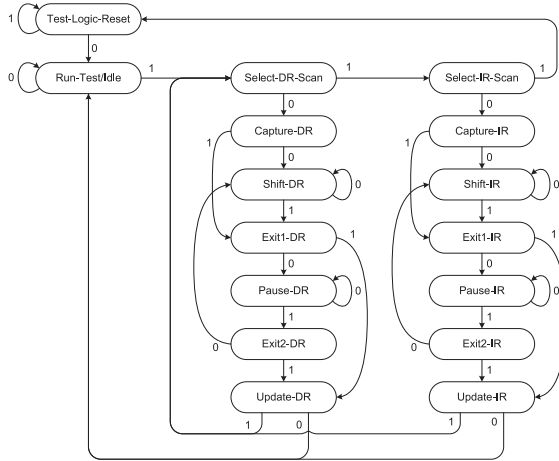 1
Test-Logic-Reset
0
0
Run-Test/Idle
1
Select-DR-Scan
1
Select-IR-Scan
1
0
0
Capture-DR
Capture-IR
1
0
1
0
Shift-DR
0
Shift-IR
0
1
1
Exit1-DR
1
Exit1-IR
1
0
0
Pause-DR
0
Pause-IR
0
1
1
0
Exit2-DR
0
Exit2-IR
1
1
Update-DR
Update-IR
1
0
1
0